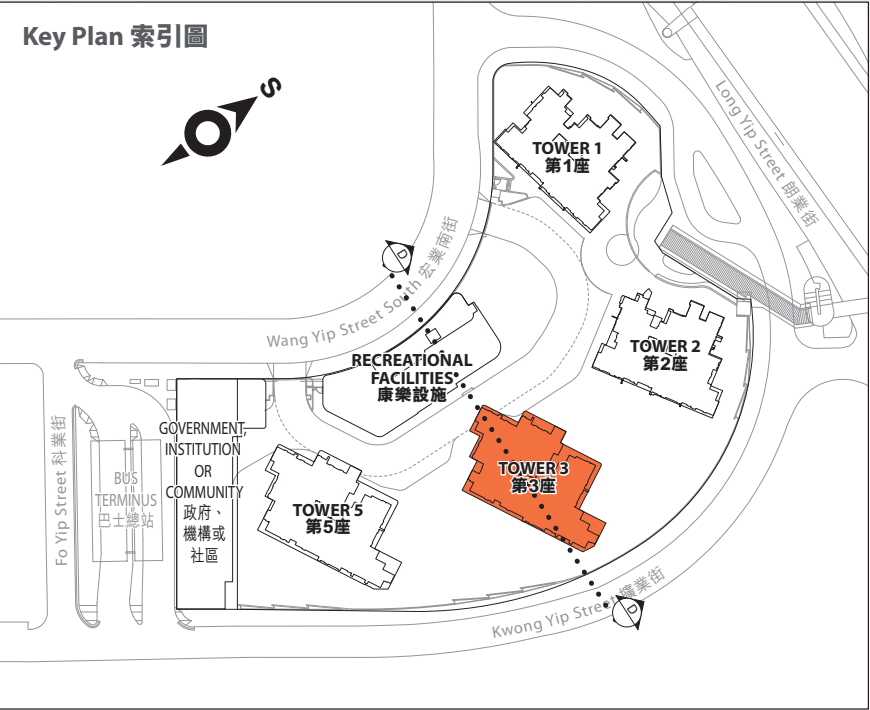 Key Plan 索引圖
S
TOWER 1
第1座
Long Yip Street 朗業街
D
Wang Yip Street South 宏業南街
TOWER 2
第2座
RECREATIONAL
FACILITIES
康樂設施
GOVERNMENT,
INSTITUTION
OR
COMMUNITY
政府、
機構或
社區
TOWER 3
第3座
Fo Yip Street 科業街
BUS
TERMINUS
巴士總站
TOWER 5
第5座
Kwong Yip Street 曠業街
D